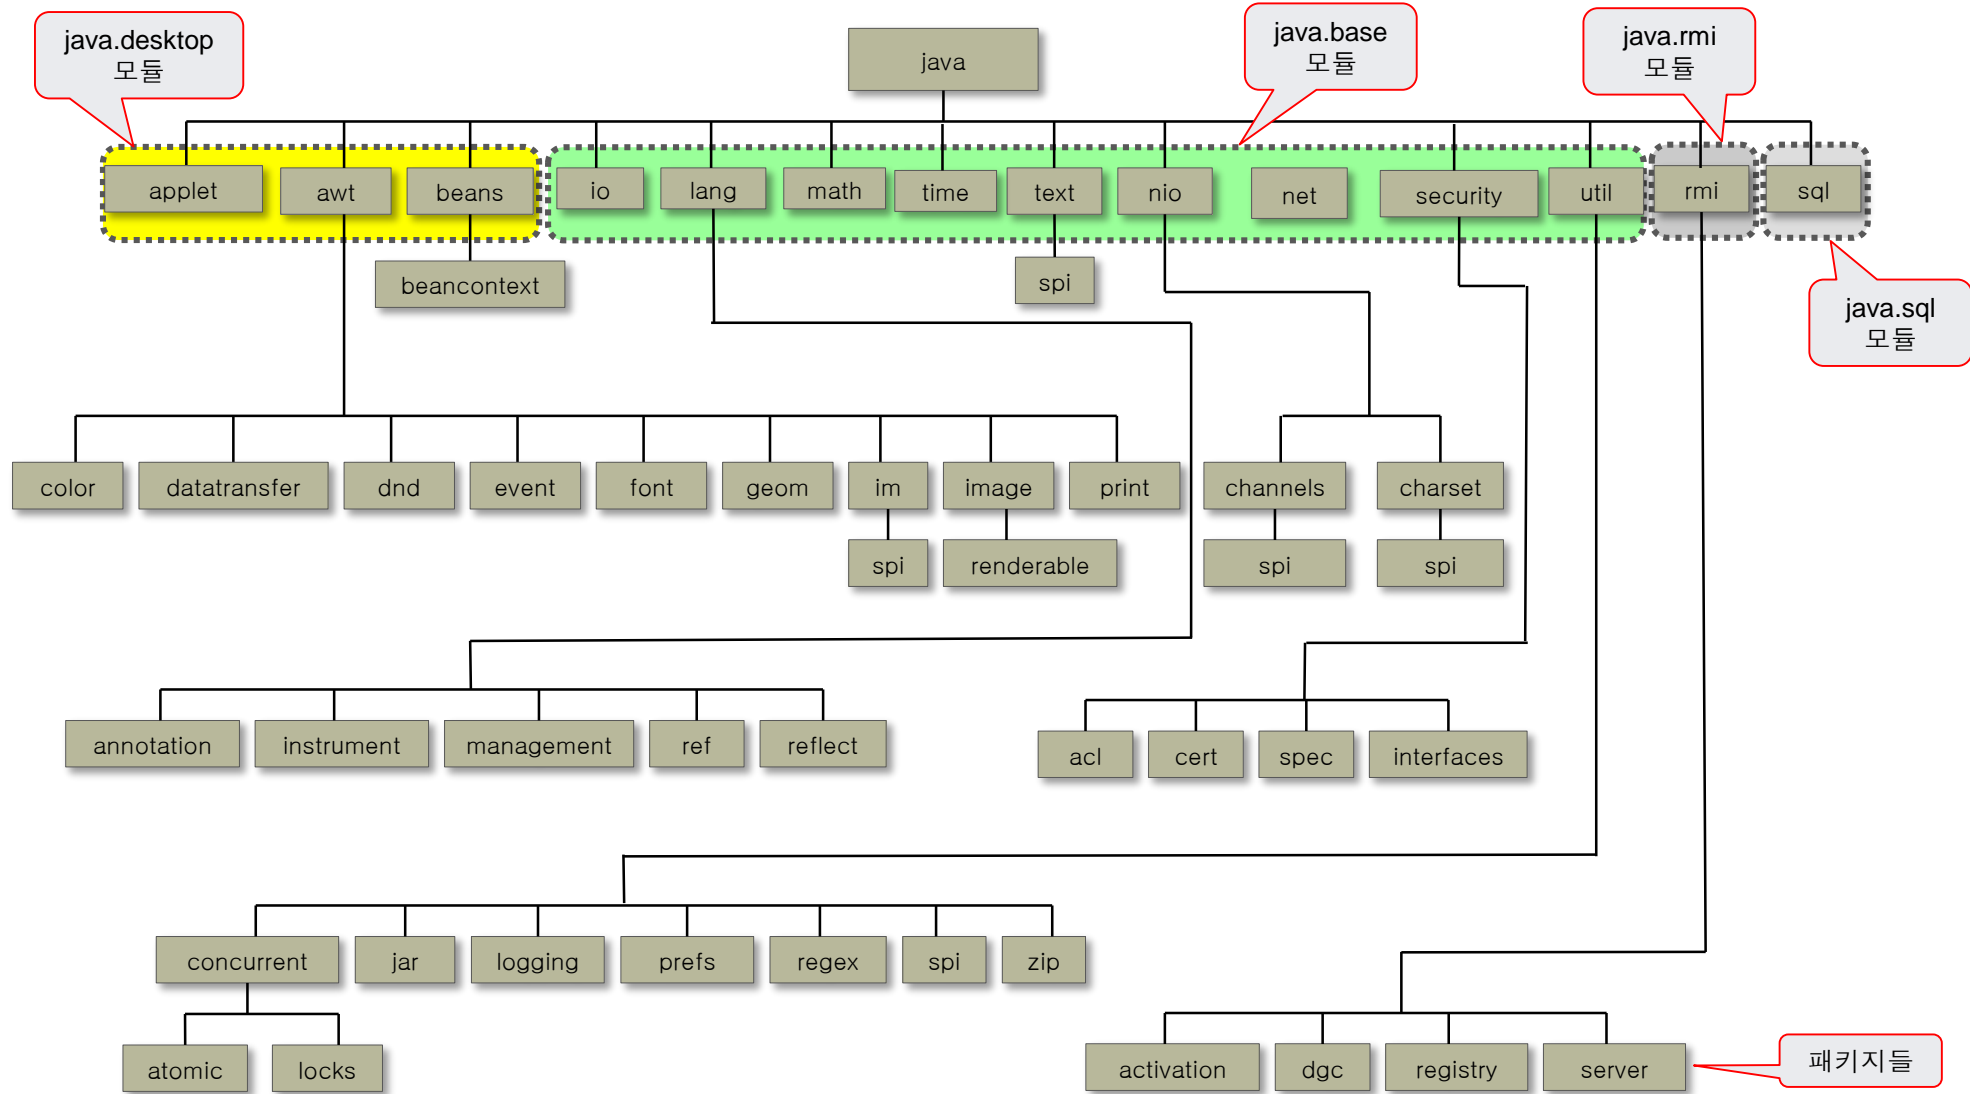 java.desktop
모듈
java
java.base
모듈
java.rmi
모듈
applet
awt
beans
io
lang
math
time
text
nio
net
security
util
rmi
sql
beancontext
spi
java.sql
모듈
color
datatransfer
dnd
event
font
geom
im
image
print
channels
charset
spi
renderable
spi
spi
annotation
instrument
management
ref
reflect
acl
cert
spec
interfaces
concurrent
jar
logging
prefs
regex
spi
zip
atomic
locks
activation
dgc
registry
server
패키지들